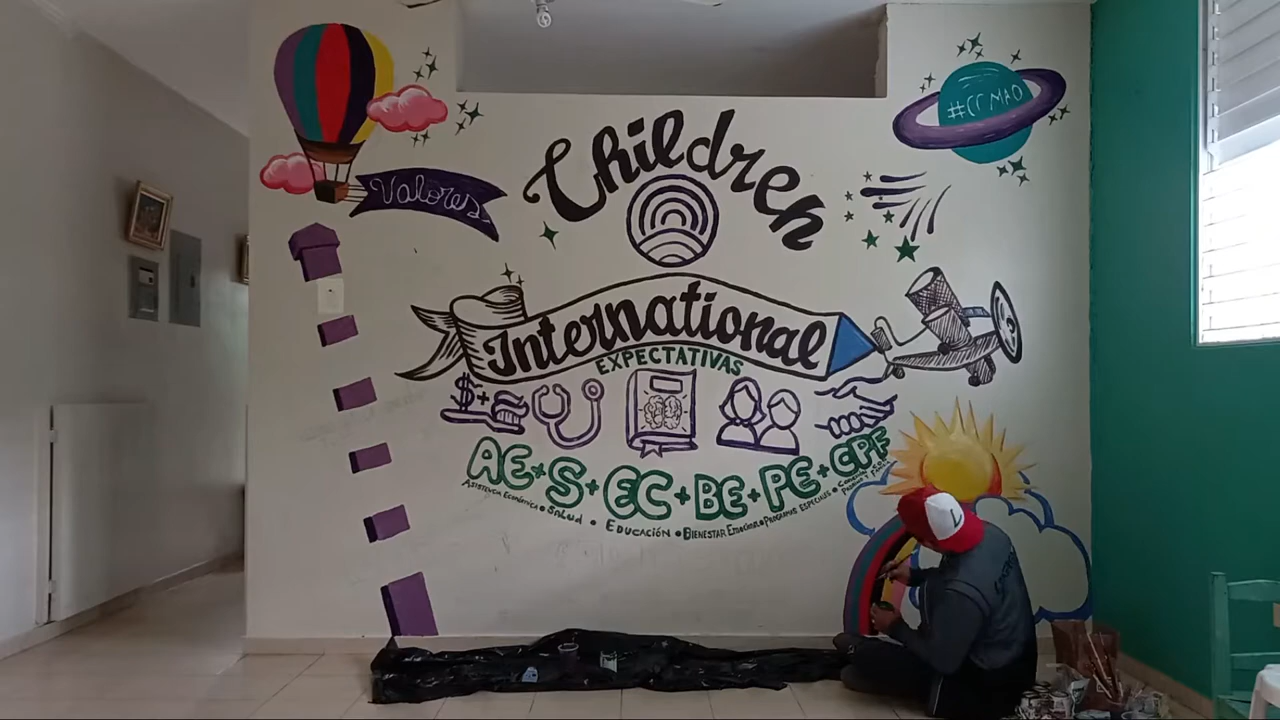 #CCMAO
Valores
Children
International
EXPECTATIVAS
$+
AE+S+EC+BE+PE+CPF
ASISTENCIA ECONÓMICA • SALUD • EDUCACIÓN • BIENESTAR EMOCIONAL • PROGRAMAS ESPECIALES •